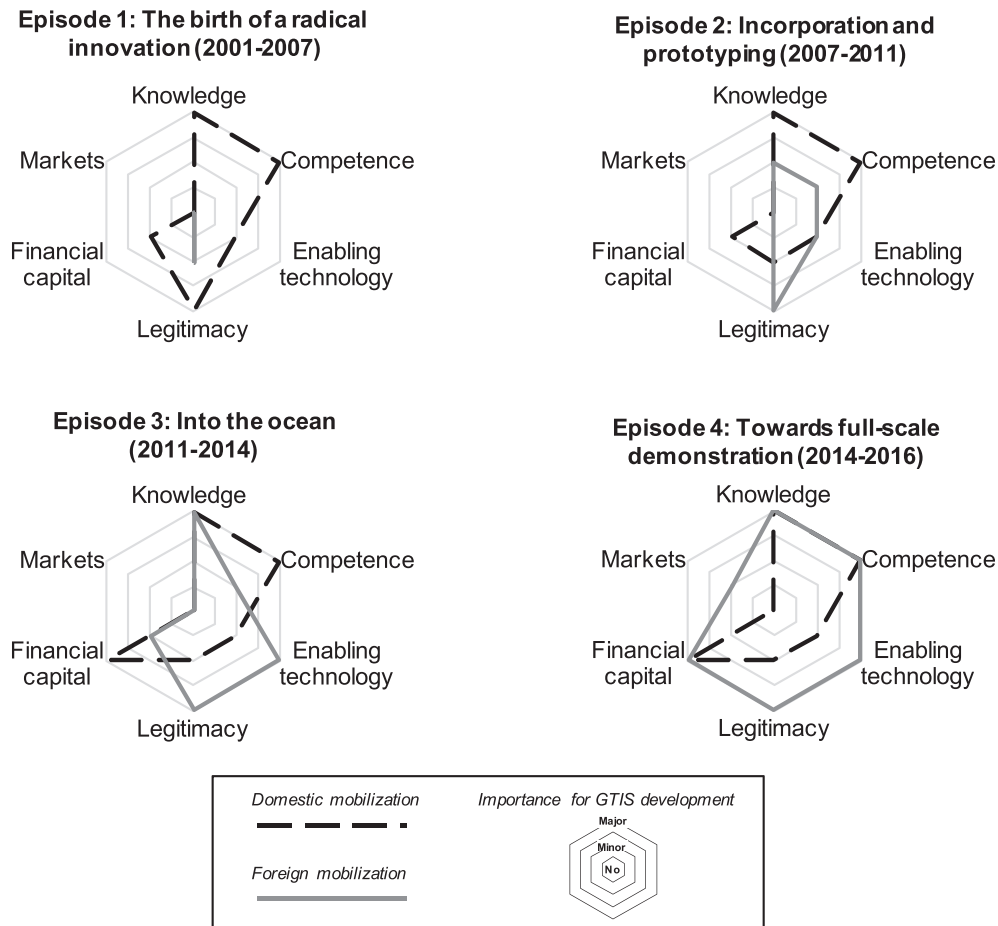 Episode 1: The birth of a radical
innovation (2001-2007)
Knowledge
Markets
Competence
Financial
capital
Enabling
technology
Legitimacy
Episode 2: Incorporation and
prototyping (2007-2011)
Knowledge
Markets
Competence
Financial
capital
Enabling
technology
Legitimacy
Episode 3: Into the ocean
(2011-2014)
Knowledge
Markets
Competence
Financial
capital
Enabling
technology
Legitimacy
Episode 4: Towards full-scale
demonstration (2014-2016)
Knowledge
Markets
Competence
Financial
capital
Enabling
technology
Legitimacy
Domestic mobilization
Foreign mobilization
Importance for GTIS development
Major
Minor
No